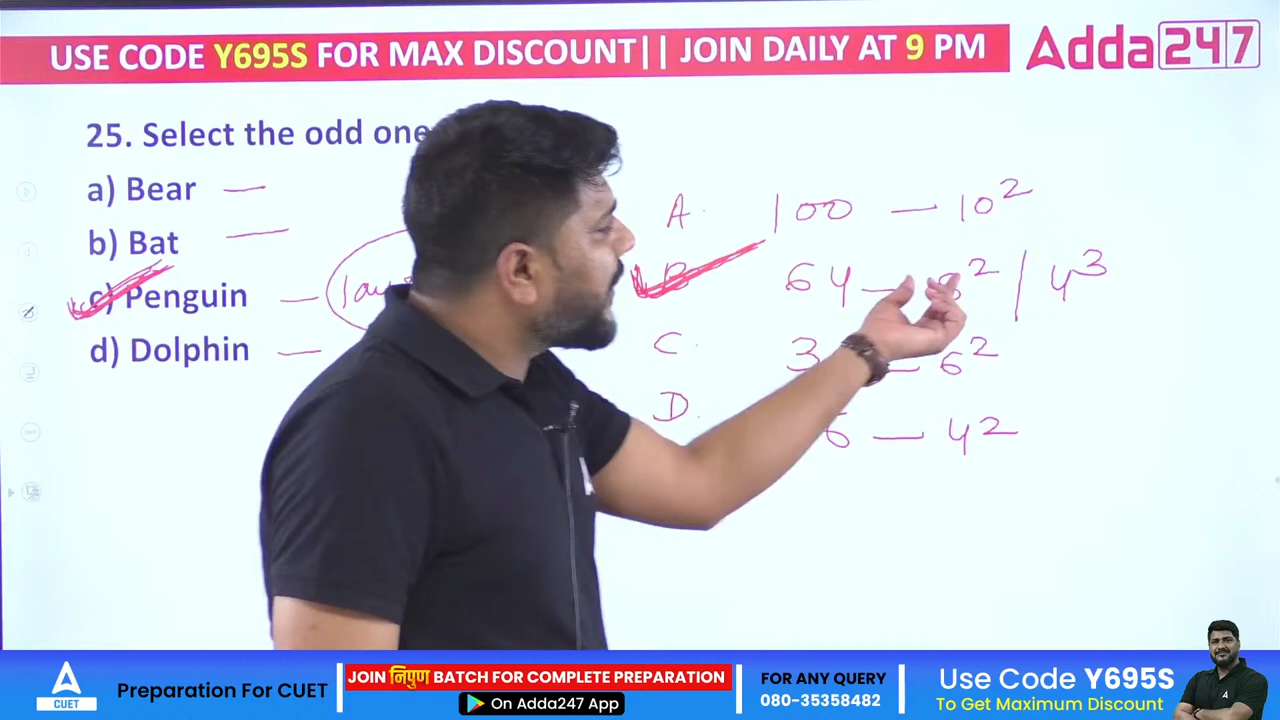 USE CODE Y695S FOR MAX DISCOUNT|| JOIN DAILY AT 9 PM
Adda247
25. Select the odd one
a) Bear —
b) Bat —
c) Penguin —
d) Dolphin —
A. 100 — 10²
B 64 — 8² / 4³
C. 3 — 6²
D. 6 — 4²
CUET
Preparation For CUET
JOIN निपुण BATCH FOR COMPLETE PREPARATION
On Adda247 App
FOR ANY QUERY
080-35358482
Use Code Y695S
To Get Maximum Discount